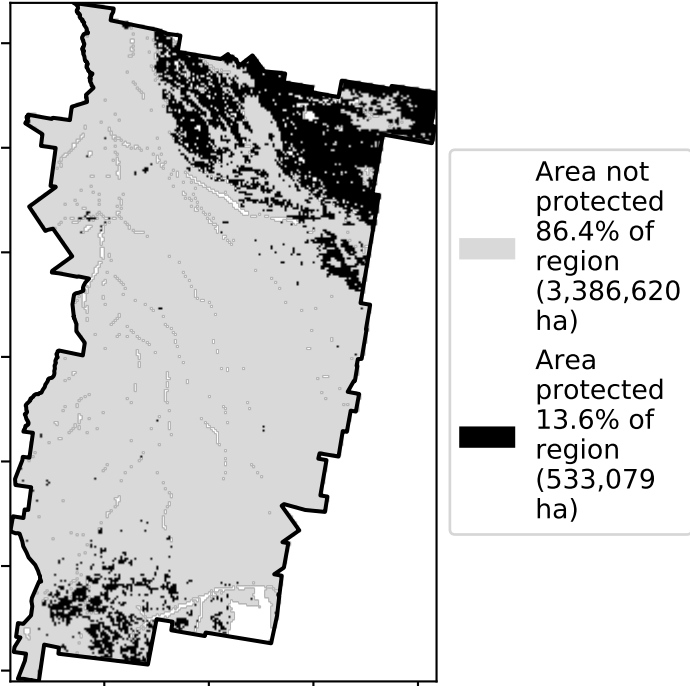 Area not
protected
86.4% of
region
(3,386,620
ha)
Area
protected
13.6% of
region
(533,079
ha)